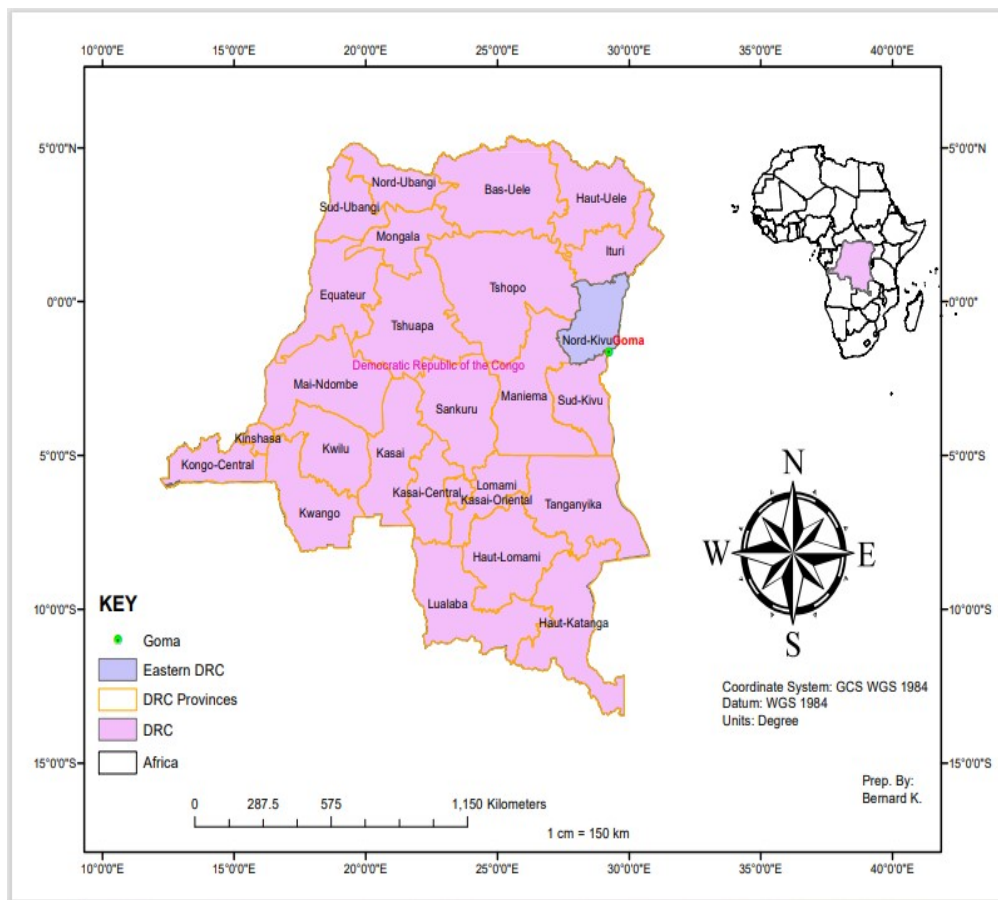 10°0'0"E 15°0'0"E 20°0'0"E 25°0'0"E 30°0'0"E 35°0'0"E 40°0'0"E
5°0'0"N 5°0'0"N
Nord-Ubangi
Bas-Uele
Haut-Uele
Sud-Ubangi
Mongala
Ituri
Tshopo
Equateur
0°0'0" 0°0'0"
Tshuapa
Nord-Kivu Goma
Democratic Republic of the Congo
Mai-Ndombe
Maniema
Sud-Kivu
Sankuru
Kinshasa
Kwilu
Kasai
5°0'0"S 5°0'0"S
Kongo-Central
Lomami
Kasai-Central
Kasai-Oriental
Tanganyika
Kwango
N
W E
S
Haut-Lomami
Lualaba
10°0'0"S 10°0'0"S
Haut-Katanga
KEY
Goma
Eastern DRC
DRC Provinces
DRC
Africa
Coordinate System: GCS WGS 1984
Datum: WGS 1984
Units: Degree
15°0'0"S 15°0'0"S
Prep. By:
Bernard K.
0 287.5 575 1,150 Kilometers
1 cm = 150 km
10°0'0"E 15°0'0"E 20°0'0"E 25°0'0"E 30°0'0"E 35°0'0"E 40°0'0"E